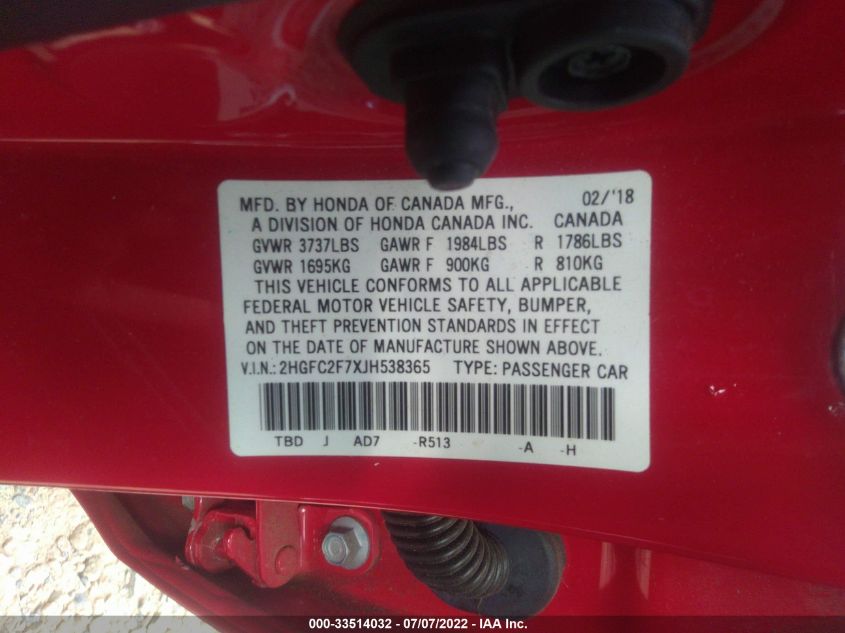 MFD. BY HONDA OF CANADA MFG., 02/'18
A DIVISION OF HONDA CANADA INC. CANADA
GVWR 3737LBS GAWR F 1984LBS R 1786LBS
GVWR 1695KG GAWR F 900KG R 810KG
THIS VEHICLE CONFORMS TO ALL APPLICABLE
FEDERAL MOTOR VEHICLE SAFETY, BUMPER,
AND THEFT PREVENTION STANDARDS IN EFFECT
ON THE DATE OF MANUFACTURE SHOWN ABOVE.
V.I.N.: 2HGFC2F7XJH538365 TYPE: PASSENGER CAR
TBD J AD7 -R513 -A -H
000-33514032 - 07/07/2022 - IAA Inc.